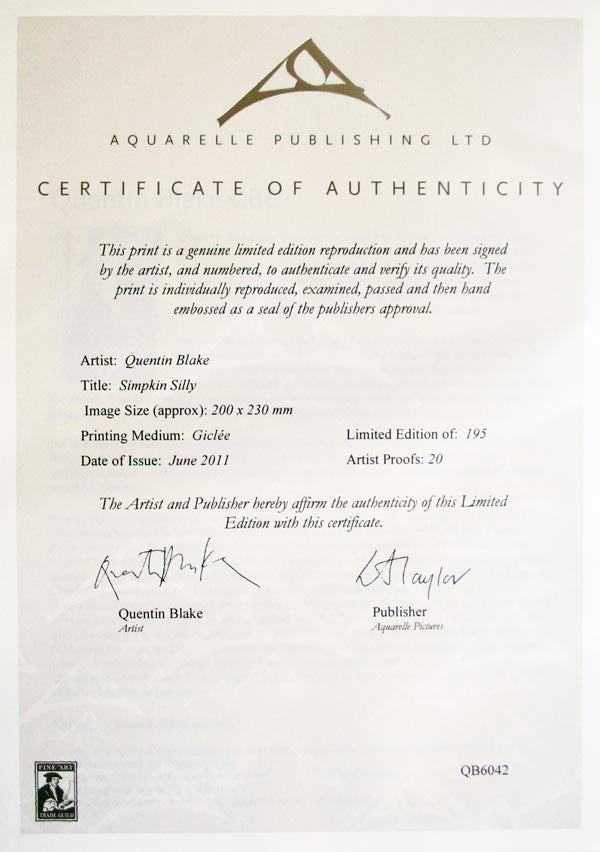 AQUARELLE PUBLISHING LTD
CERTIFICATE OF AUTHENTICITY
This print is a genuine limited edition reproduction and has been signed
by the artist, and numbered, to authenticate and verify its quality. The
print is individually reproduced, examined, passed and then hand
embossed as a seal of the publishers approval.
Artist: Quentin Blake
Title: Simpkin Silly
Image Size (approx): 200 x 230 mm
Printing Medium: Giclée
Limited Edition of: 195
Date of Issue: June 2011
Artist Proofs: 20
The Artist and Publisher hereby affirm the authenticity of this Limited
Edition with this certificate.
Quentin Blake
Artist
Publisher
Aquarelle Pictures
QB6042
FINE ART
TRADE GUILD